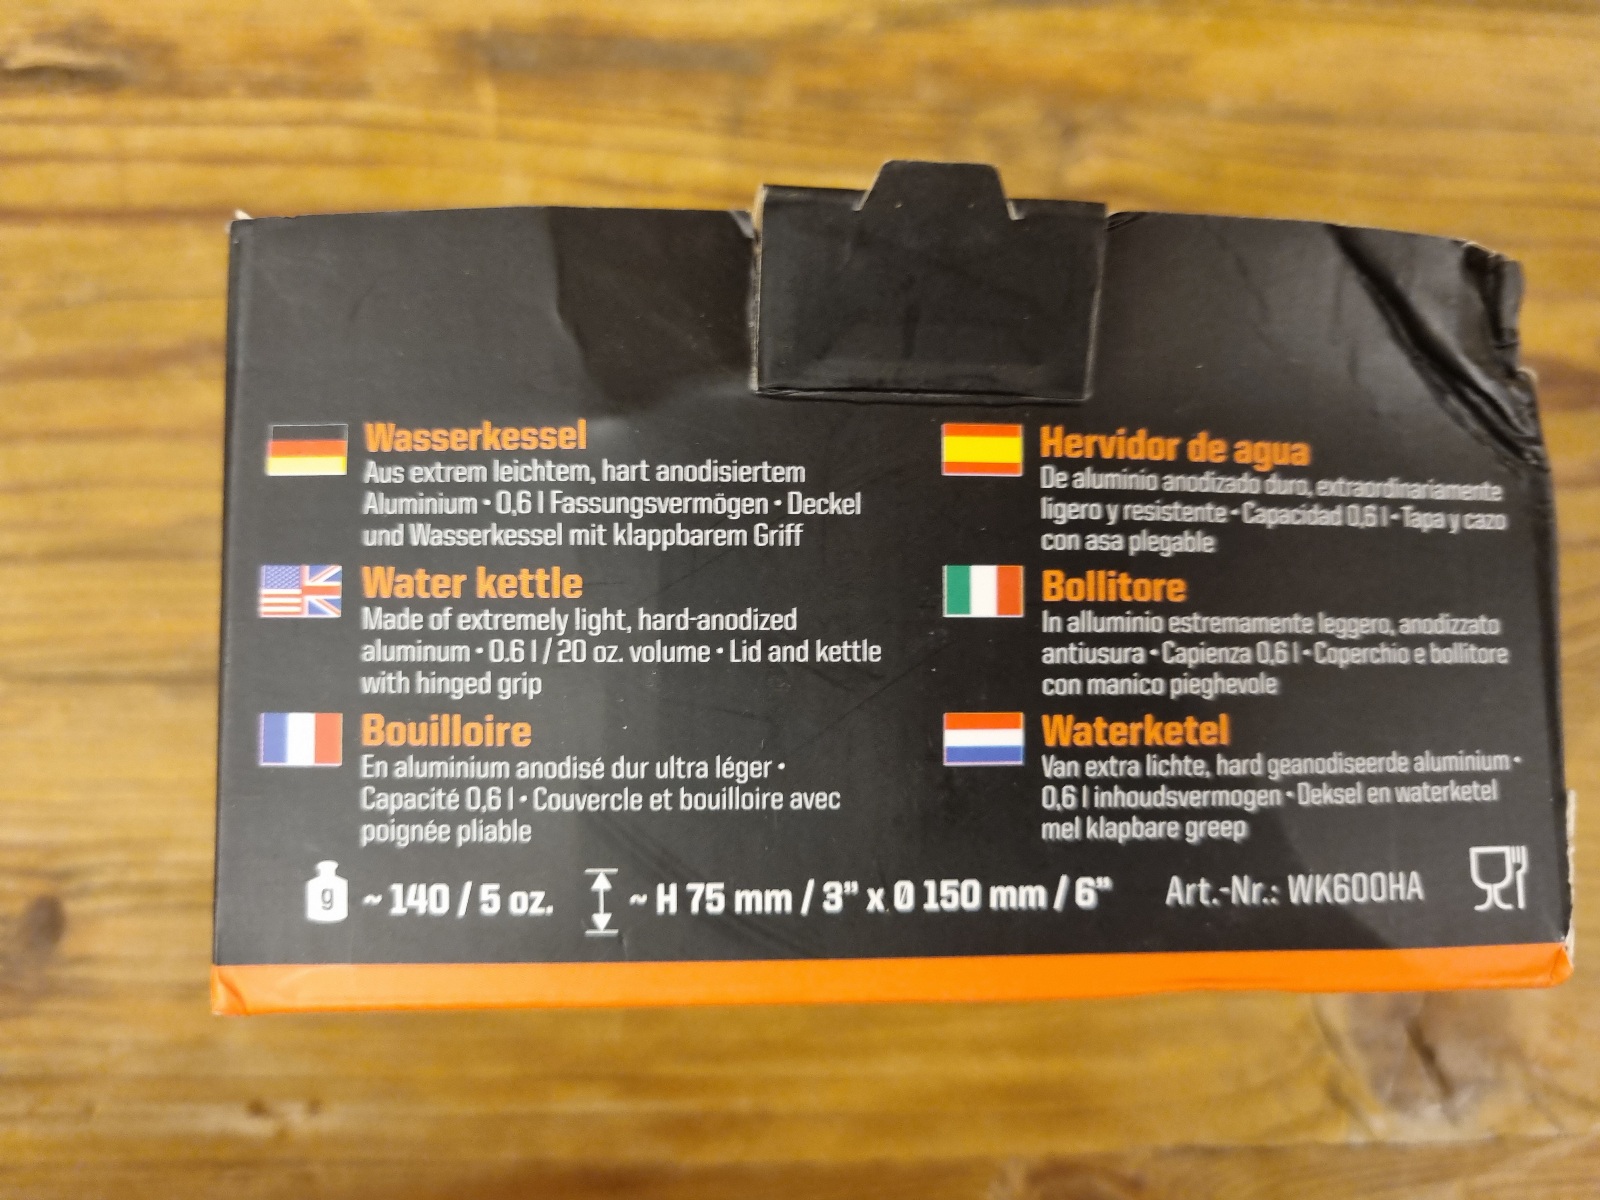 Wasserkessel
Aus extrem leichtem, hart anodisiertem
Aluminium • 0,6 l Fassungsvermögen • Deckel
und Wasserkessel mit klappbarem Griff
Water kettle
Made of extremely light, hard-anodized
aluminum • 0.6 l / 20 oz. volume • Lid and kettle
with hinged grip
Bouilloire
En aluminium anodisé dur ultra léger •
Capacité 0,6 l • Couvercle et bouilloire avec
poignée pliable
Hervidor de agua
De aluminio anodizado duro, extraordinariamente
ligero y resistente • Capacidad 0,6 l • Tapa y cazo
con asa plegable
Bollitore
In alluminio estremamente leggero, anodizzato
antiusura • Capienza 0,6 l • Coperchio e bollitore
con manico pieghevole
Waterketel
Van extra lichte, hard geanodiseerde aluminium •
0,6 l inhoudsvermogen • Deksel en waterketel
mel klapbare greep
g ~ 140 / 5 oz. ~ H 75 mm / 3” x Ø 150 mm / 6” Art.-Nr.: WK600HA